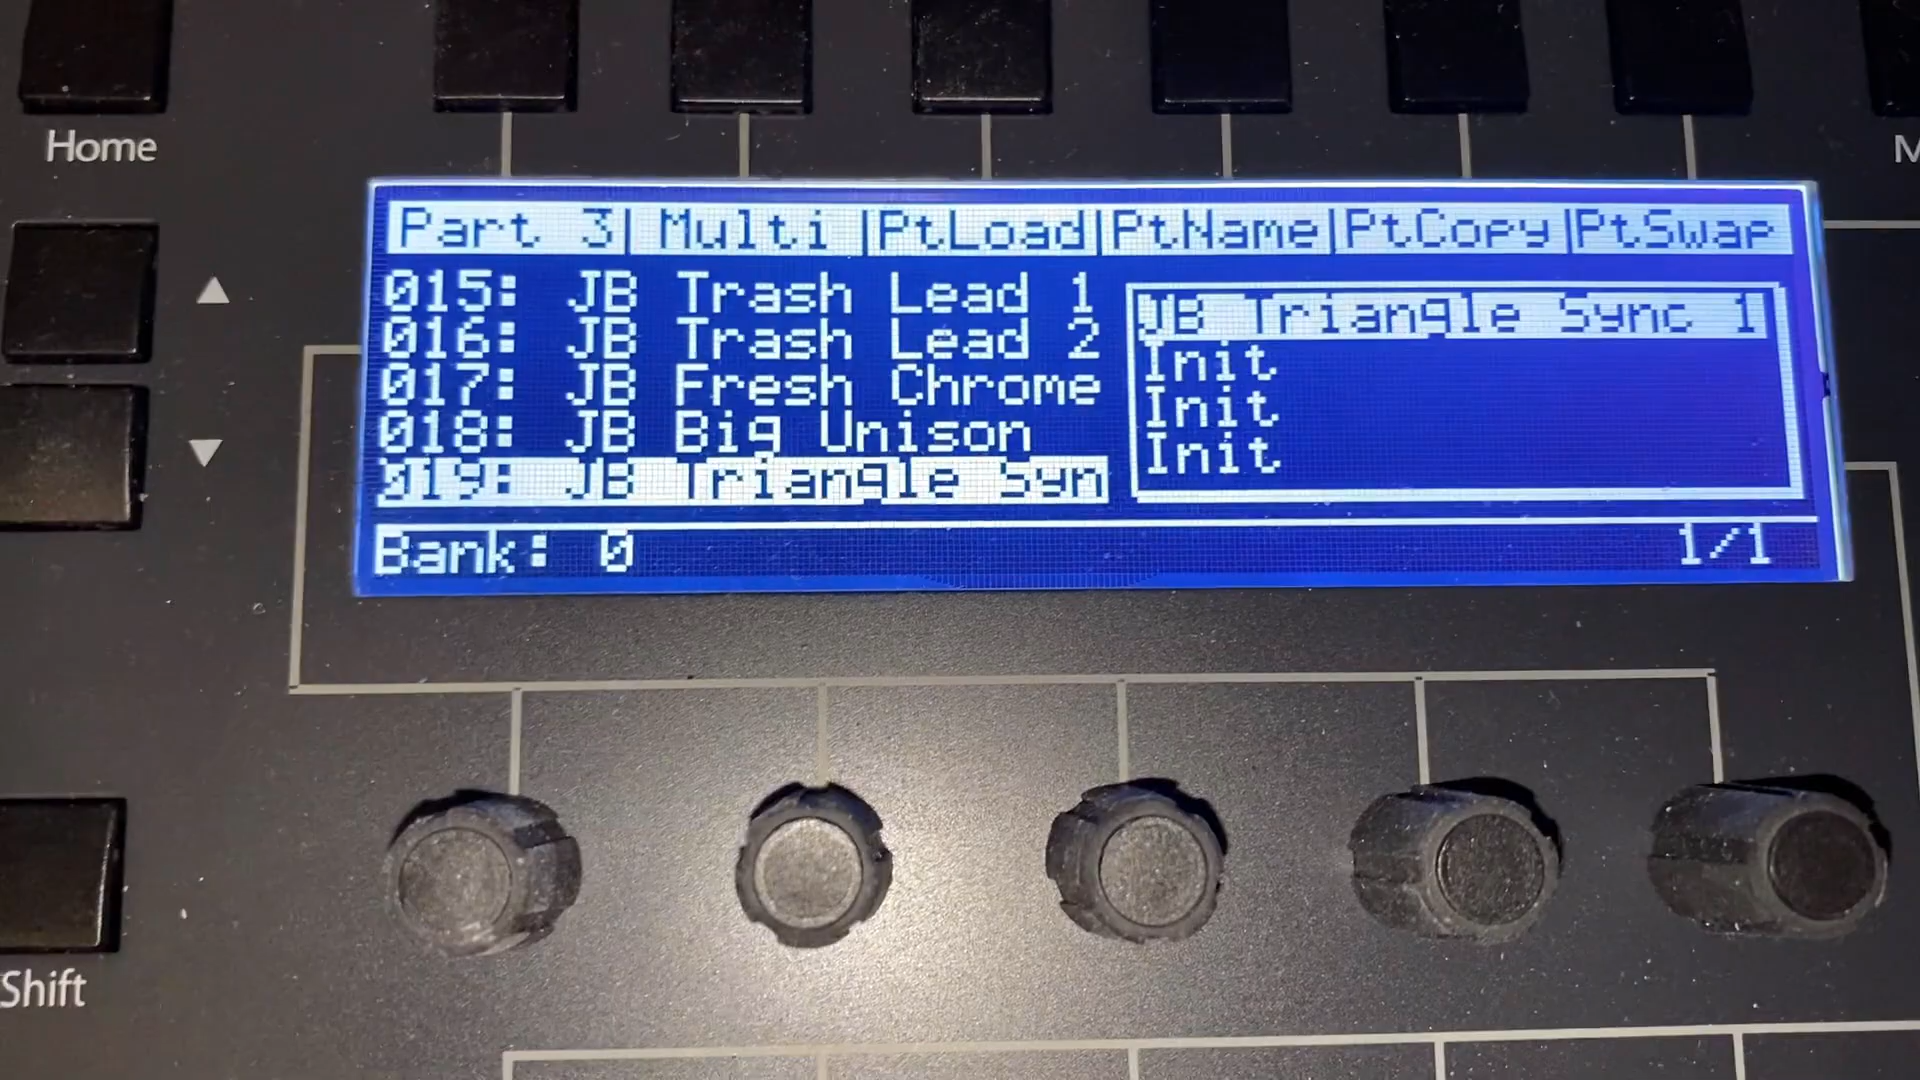 Home
Part 3| Multi |PtLoad|PtName|PtCopy|PtSwap
015: JB Trash Lead 1
016: JB Trash Lead 2
017: JB Fresh Chrome
018: JB Big Unison
019: JB Triangle Syn
JB Triangle Sync 1
Init
Init
Init
Bank: 0
1/1
Shift